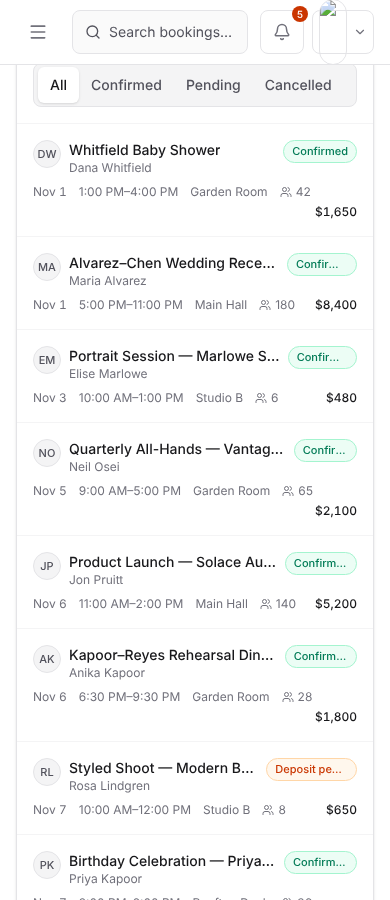 Search bookings...
5
All Confirmed Pending Cancelled
DW Whitfield Baby Shower Confirmed
Dana Whitfield
Nov 1 1:00 PM–4:00 PM Garden Room 42
$1,650
MA Alvarez–Chen Wedding Rece... Confir...
Maria Alvarez
Nov 1 5:00 PM–11:00 PM Main Hall 180 $8,400
EM Portrait Session — Marlowe S... Confir...
Elise Marlowe
Nov 3 10:00 AM–1:00 PM Studio B 6 $480
NO Quarterly All-Hands — Vantag... Confir...
Neil Osei
Nov 5 9:00 AM–5:00 PM Garden Room 65
$2,100
JP Product Launch — Solace Au... Confirm...
Jon Pruitt
Nov 6 11:00 AM–2:00 PM Main Hall 140 $5,200
AK Kapoor–Reyes Rehearsal Din... Confirm...
Anika Kapoor
Nov 6 6:30 PM–9:30 PM Garden Room 28
$1,800
RL Styled Shoot — Modern B... Deposit pe...
Rosa Lindgren
Nov 7 10:00 AM–12:00 PM Studio B 8 $650
PK Birthday Celebration — Priya... Confirm...
Priya Kapoor